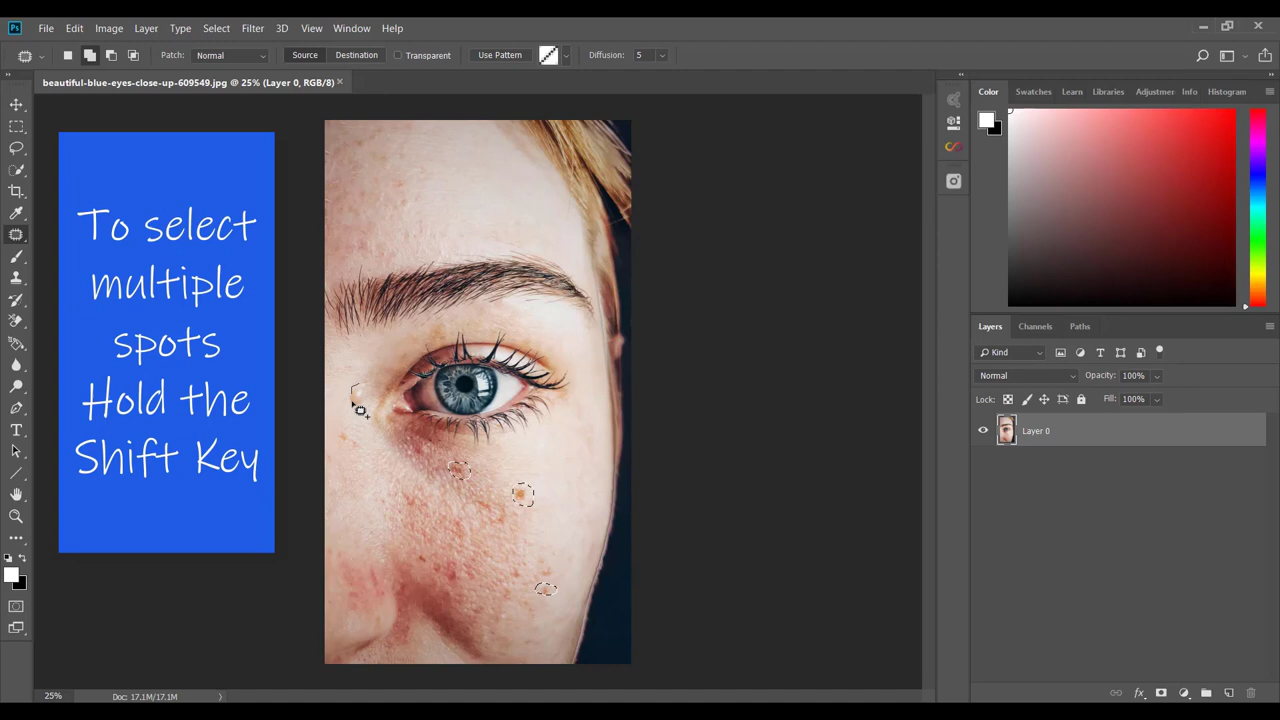 Ps File Edit Image Layer Type Select Filter 3D View Window Help
Patch: Normal Source Destination Transparent Use Pattern Diffusion: 5
beautiful-blue-eyes-close-up-609549.jpg @ 25% (Layer 0, RGB/8)
To select
multiple
spots
Hold the
Shift Key
Color Swatches Learn Libraries Adjustmer Info Histogram
Layers Channels Paths
Kind
Normal Opacity: 100%
Lock: Fill: 100%
Layer 0
25% Doc: 17.1M/17.1M